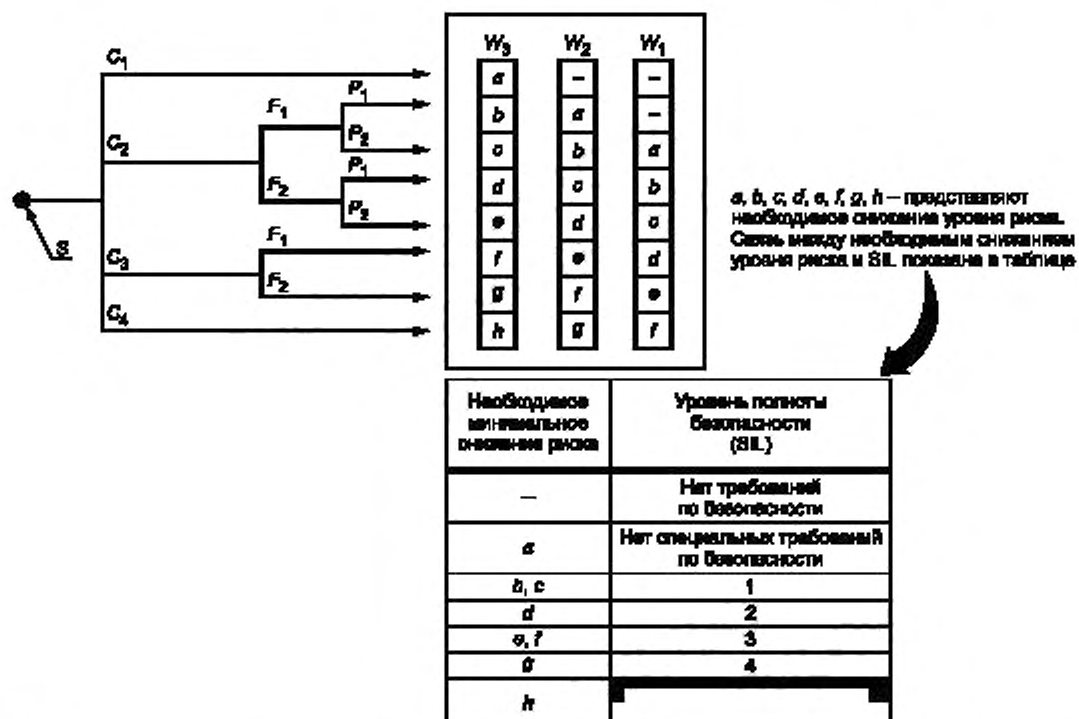 C₁
C₂
C₃
C₄
S
F₁
F₂
F₁
F₂
P₁
P₂
P₁
P₂
W₃ W₂ W₁
a – –
b a –
c b a
d c b
e d c
f e d
g f e
h g f
a, b, c, d, e, f, g, h – представляют
необходимое снижение уровня риска.
Связь между необходимым снижением
уровня риска и SIL показана в таблице
Необходимое
минимальное
снижение риска
Уровень полноты
безопасности
(SIL)
—
Нет требований
по безопасности
a
Нет специальных требований
по безопасности
b, c 1
d 2
e, f 3
g 4
h